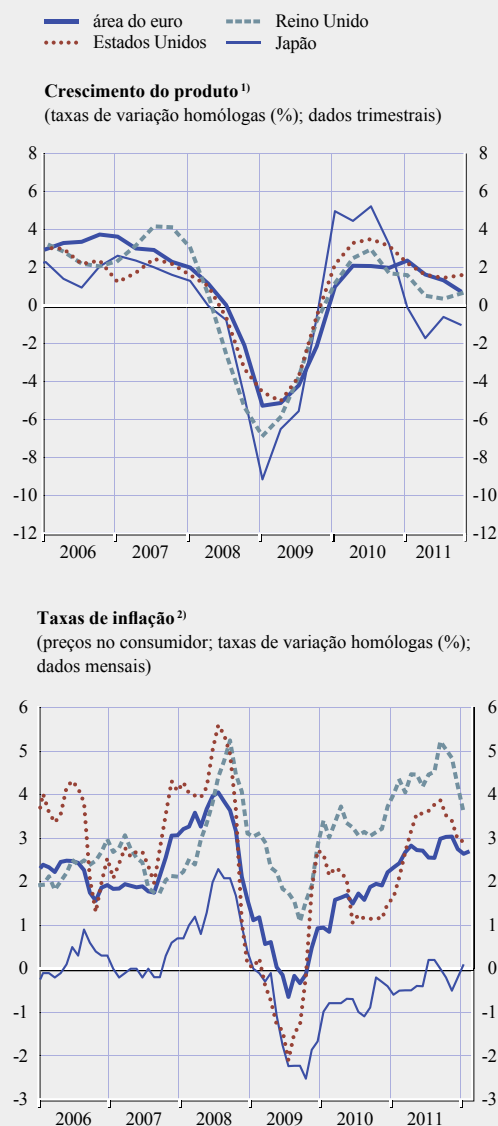 área do euro Reino Unido
Estados Unidos Japão
Crescimento do produto 1)
(taxas de variação homólogas (%); dados trimestrais)
8 8
6 6
4 4
2 2
0 0
-2 -2
-4 -4
-6 -6
-8 -8
-10 -10
-12 -12
2006 2007 2008 2009 2010 2011
Taxas de inflação 2)
(preços no consumidor; taxas de variação homólogas (%);
dados mensais)
6 6
5 5
4 4
3 3
2 2
1 1
0 0
-1 -1
-2 -2
-3 -3
2006 2007 2008 2009 2010 2011